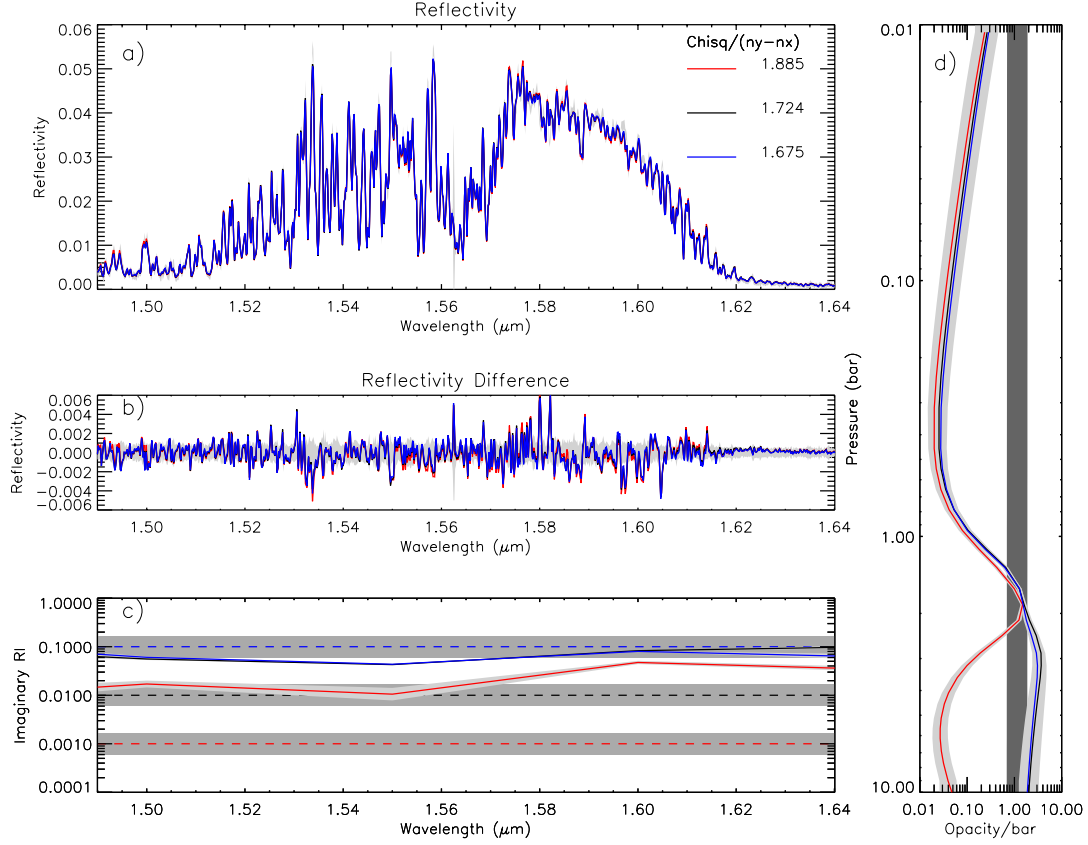 Reflectivity
a)
Chisq/(ny−nx)
1.885
1.724
1.675
Reflectivity
0.06
0.05
0.04
0.03
0.02
0.01
0.00
1.50 1.52 1.54 1.56 1.58 1.60 1.62 1.64
Wavelength (μm)
Reflectivity Difference
b)
Reflectivity
0.006
0.004
0.002
0.000
−0.002
−0.004
−0.006
1.50 1.52 1.54 1.56 1.58 1.60 1.62 1.64
Wavelength (μm)
c)
Imaginary RI
1.0000
0.1000
0.0100
0.0010
0.0001
1.50 1.52 1.54 1.56 1.58 1.60 1.62 1.64
Wavelength (μm)
d)
Pressure (bar)
0.01
0.10
1.00
10.00
0.01 0.10 1.00 10.00
Opacity/bar